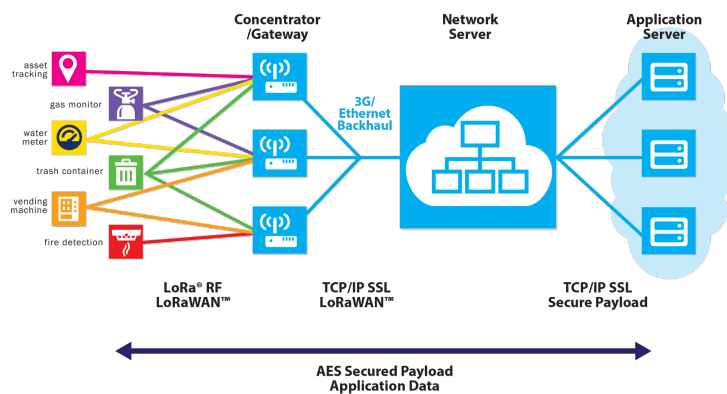 Concentrator
/Gateway
Network
Server
Application
Server
asset
tracking
gas monitor
water
meter
trash container
vending
machine
fire detection
3G/
Ethernet
Backhaul
LoRa® RF
LoRaWAN™
TCP/IP SSL
LoRaWAN™
TCP/IP SSL
Secure Payload
AES Secured Payload
Application Data